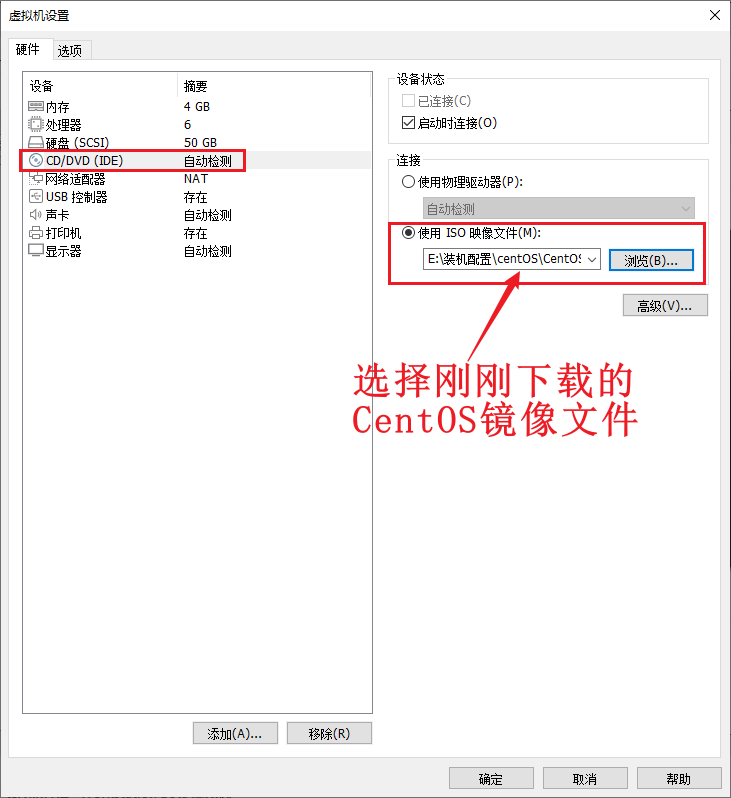 虚拟机设置
硬件 选项
设备 摘要
内存 4 GB
处理器 6
硬盘 (SCSI) 50 GB
CD/DVD (IDE) 自动检测
网络适配器 NAT
USB 控制器 存在
声卡 自动检测
打印机 存在
显示器 自动检测
添加(A)... 移除(R)
设备状态
已连接(C)
启动时连接(O)
连接
使用物理驱动器(P):
自动检测
使用 ISO 映像文件(M):
E:\装机配置\centOS\CentOS 浏览(B)...
高级(V)...
选择刚刚下载的
CentOS镜像文件
确定 取消 帮助